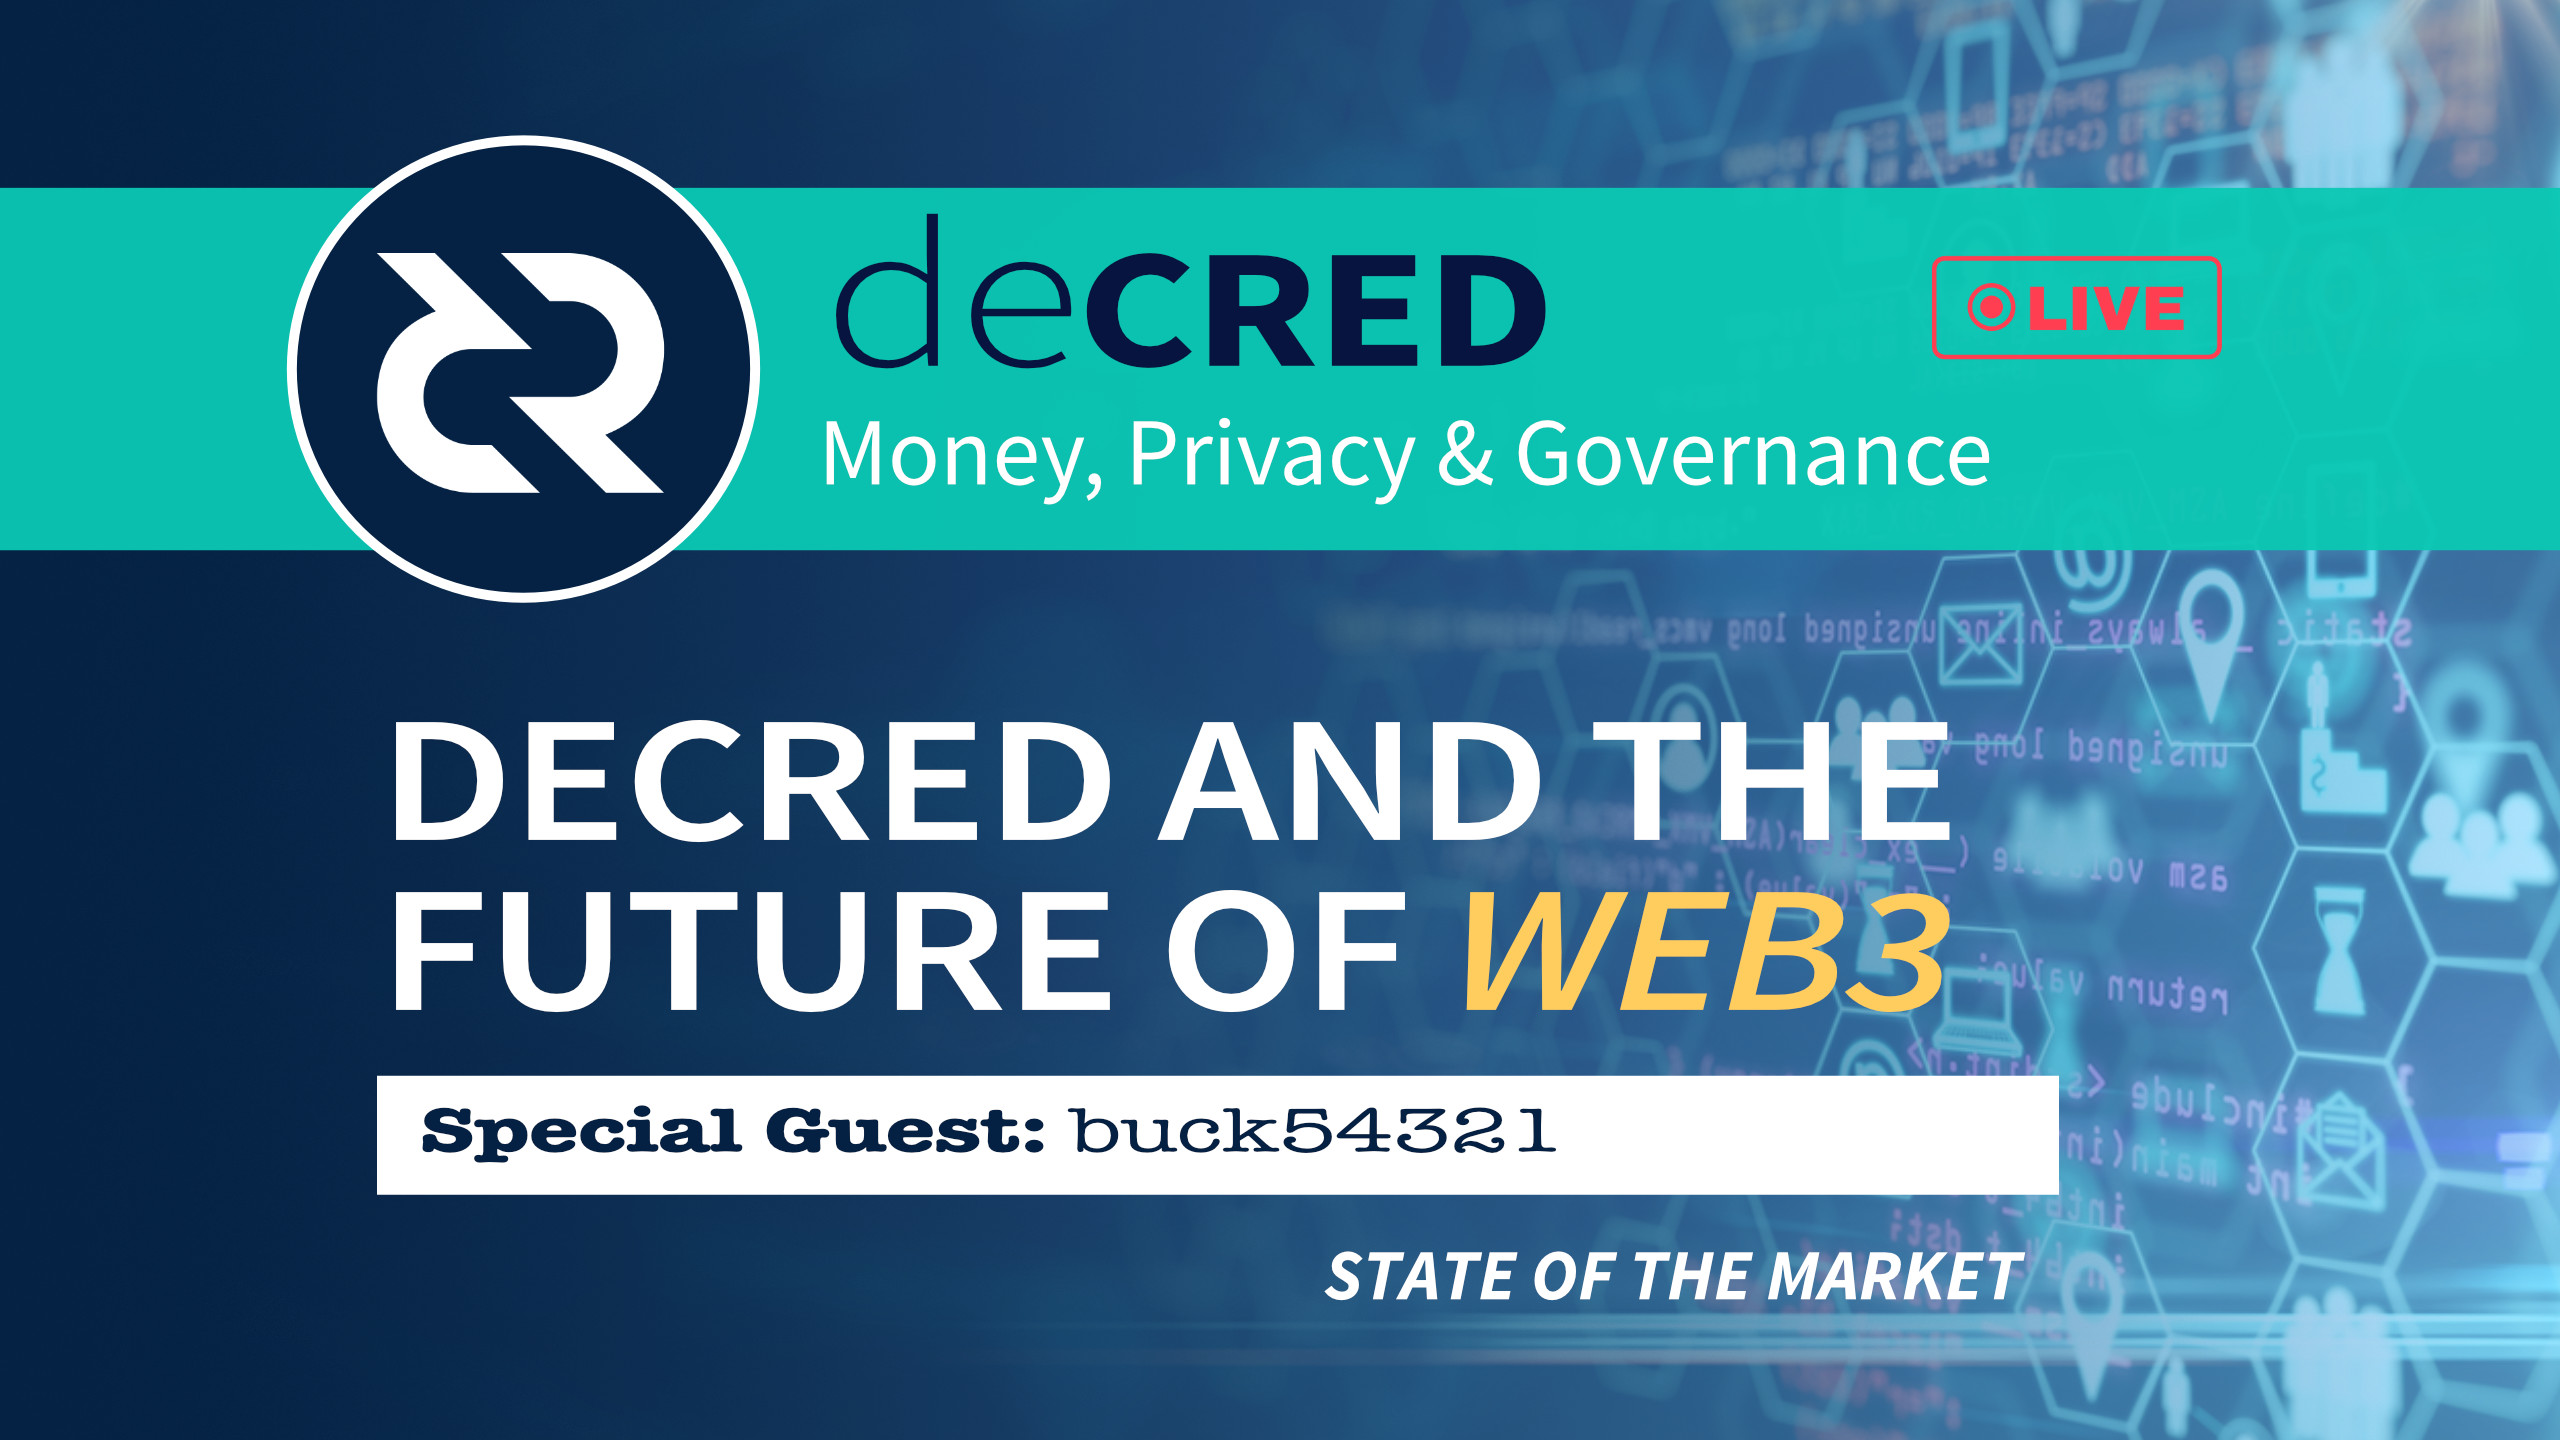 deCRED
LIVE
Money, Privacy & Governance
DECRED AND THE
FUTURE OF WEB3
Special Guest: buck54321
STATE OF THE MARKET